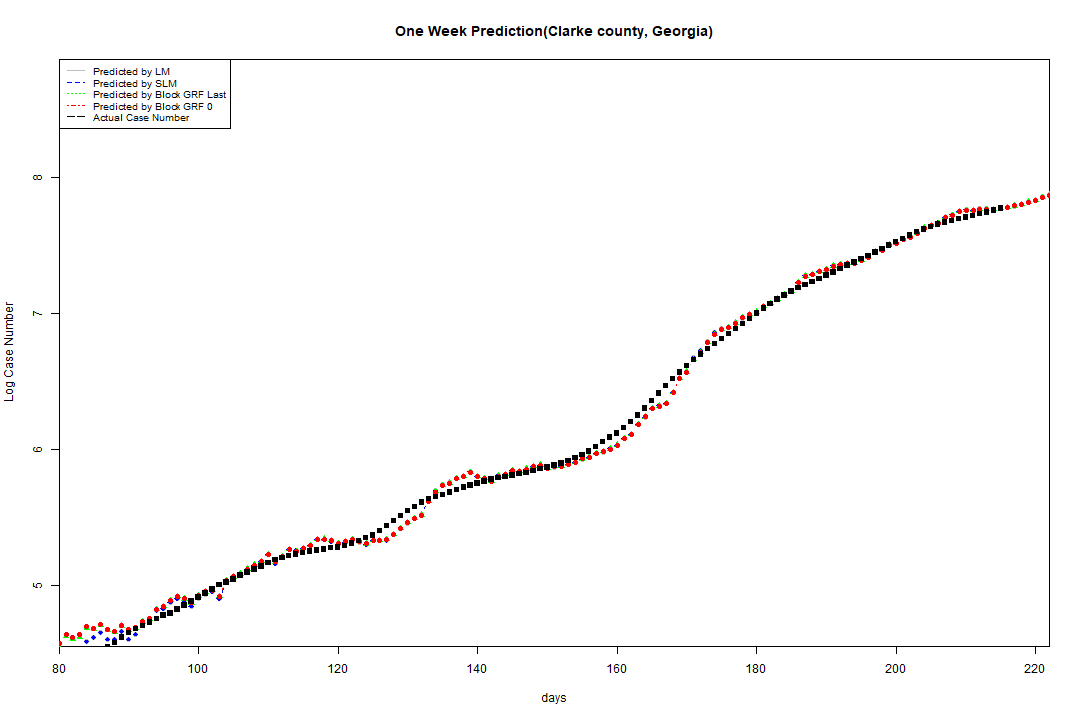 One Week Prediction(Clarke county, Georgia)
Predicted by LM
Predicted by SLM
Predicted by Block GRF Last
Predicted by Block GRF 0
Actual Case Number
8
7
6
5
Log Case Number
80 100 120 140 160 180 200 220
days